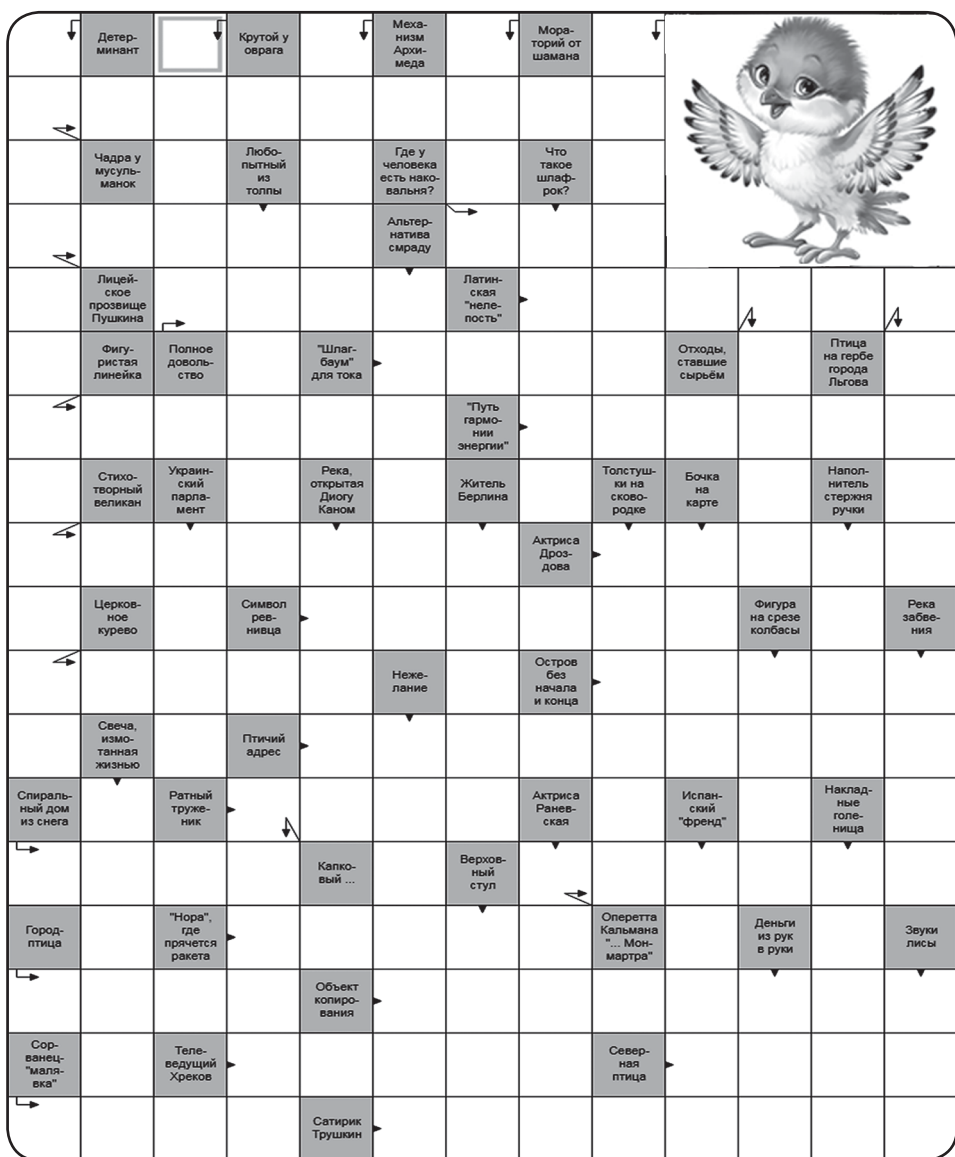 Детер-
минант
Крутой у
оврага
Меха-
низм
Архи-
меда
Мора-
торий от
шамана
Чадра у
мусуль-
манок
Любо-
пытный
из
толпы
Где у
человека
есть нако-
вальня?
Что
такое
шлаф-
рок?
Альтер-
натива
смраду
Лицей-
ское
прозвище
Пушкина
Латин-
ская
"неле-
пость"
Фигу-
ристая
линейка
Полное
доволь-
ство
"Шлаг-
баум"
для тока
Отходы,
ставшие
сырьём
Птица
на гербе
города
Льгова
"Путь
гармо-
нии
энергии"
Стихо-
творный
великан
Украин-
ский
парла-
мент
Река,
открытая
Диогу
Каном
Житель
Берлина
Толстуш-
ки на
сково-
родке
Бочка
на
карте
Напол-
нитель
стержня
ручки
Актриса
Дроз-
дова
Церков-
ное
курево
Символ
рев-
нивца
Фигура
на срезе
колбасы
Река
забве-
ния
Неже-
лание
Остров
без
начала
и конца
Свеча,
измо-
танная
жизнью
Птичий
адрес
Спираль-
ный дом
из снега
Ратный
труже-
ник
Актриса
Ранев-
ская
Испан-
ский
"френд"
Наклад-
ные
голе-
нища
Капко-
вый ...
Верхов-
ный
стул
Город-
птица
"Нора",
где
прячется
ракета
Оперетта
Кальмана
"... Мон-
мартра"
Деньги
из рук
в руки
Звуки
лисы
Объект
копиро-
вания
Сор-
ванец-
"маля-
вка"
Теле-
ведущий
Хреков
Север-
ная
птица
Сатирик
Трушкин